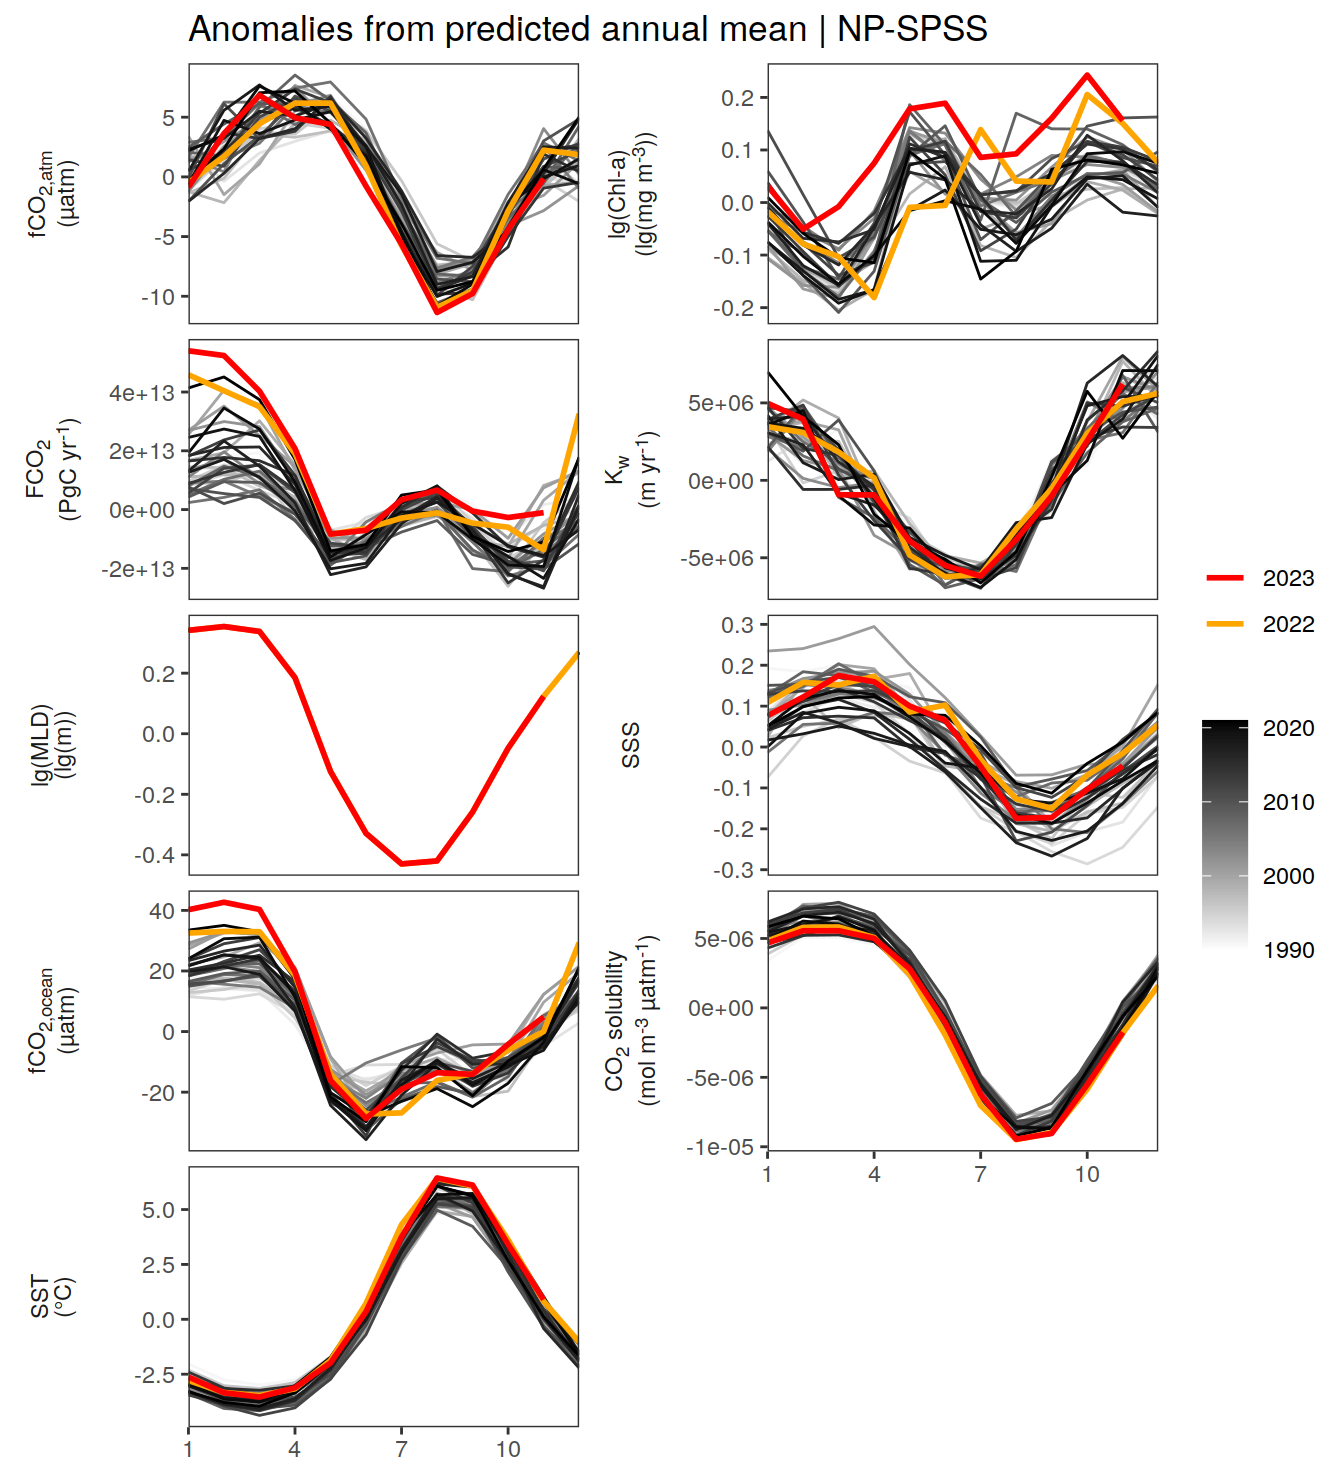 Anomalies from predicted annual mean | NP-SPSS
fCO2,atm
(µatm)
5
0
-5
-10
lg(Chl-a)
(lg(mg m-3))
0.2
0.1
0.0
-0.1
-0.2
FCO2
(PgC yr-1)
4e+13
2e+13
0e+00
-2e+13
Kw
(m yr-1)
5e+06
0e+00
-5e+06
lg(MLD)
(lg(m))
0.2
0.0
-0.2
-0.4
SSS
0.3
0.2
0.1
0.0
-0.1
-0.2
-0.3
fCO2,ocean
(µatm)
40
20
0
-20
CO2 solubility
(mol m-3 µatm-1)
5e-06
0e+00
-5e-06
-1e-05
1 4 7 10
SST
(°C)
5.0
2.5
0.0
-2.5
1 4 7 10
2023
2022
2020
2010
2000
1990